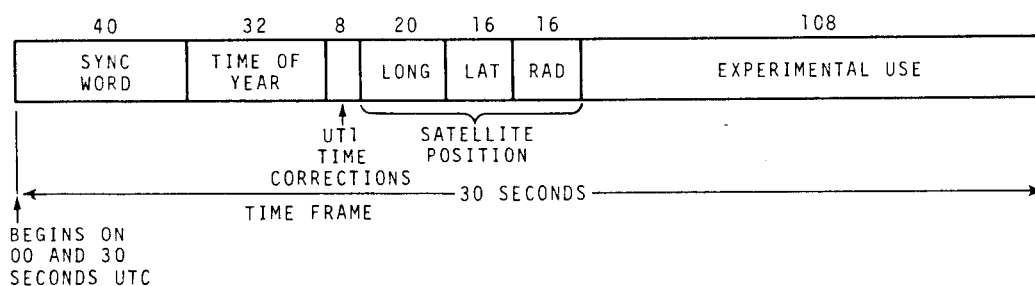 40 32 8 20 16 16 108
SYNC WORD
TIME OF YEAR
LONG LAT RAD
EXPERIMENTAL USE
UT1 TIME CORRECTIONS
SATELLITE POSITION
30 SECONDS
TIME FRAME
BEGINS ON
00 AND 30
SECONDS UTC